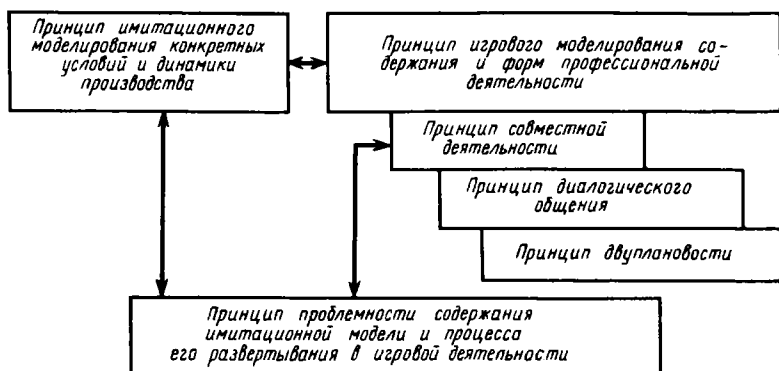 Принцип имитационного
моделирования конкретных
условий и динамики
производства
Принцип игрового моделирования со-
держания и форм профессиональной
деятельности
Принцип совместной
деятельности
Принцип диалогического
общения
Принцип двуплановости
Принцип проблемности содержания
имитационной модели и процесса
его развертывания в игровой деятельности